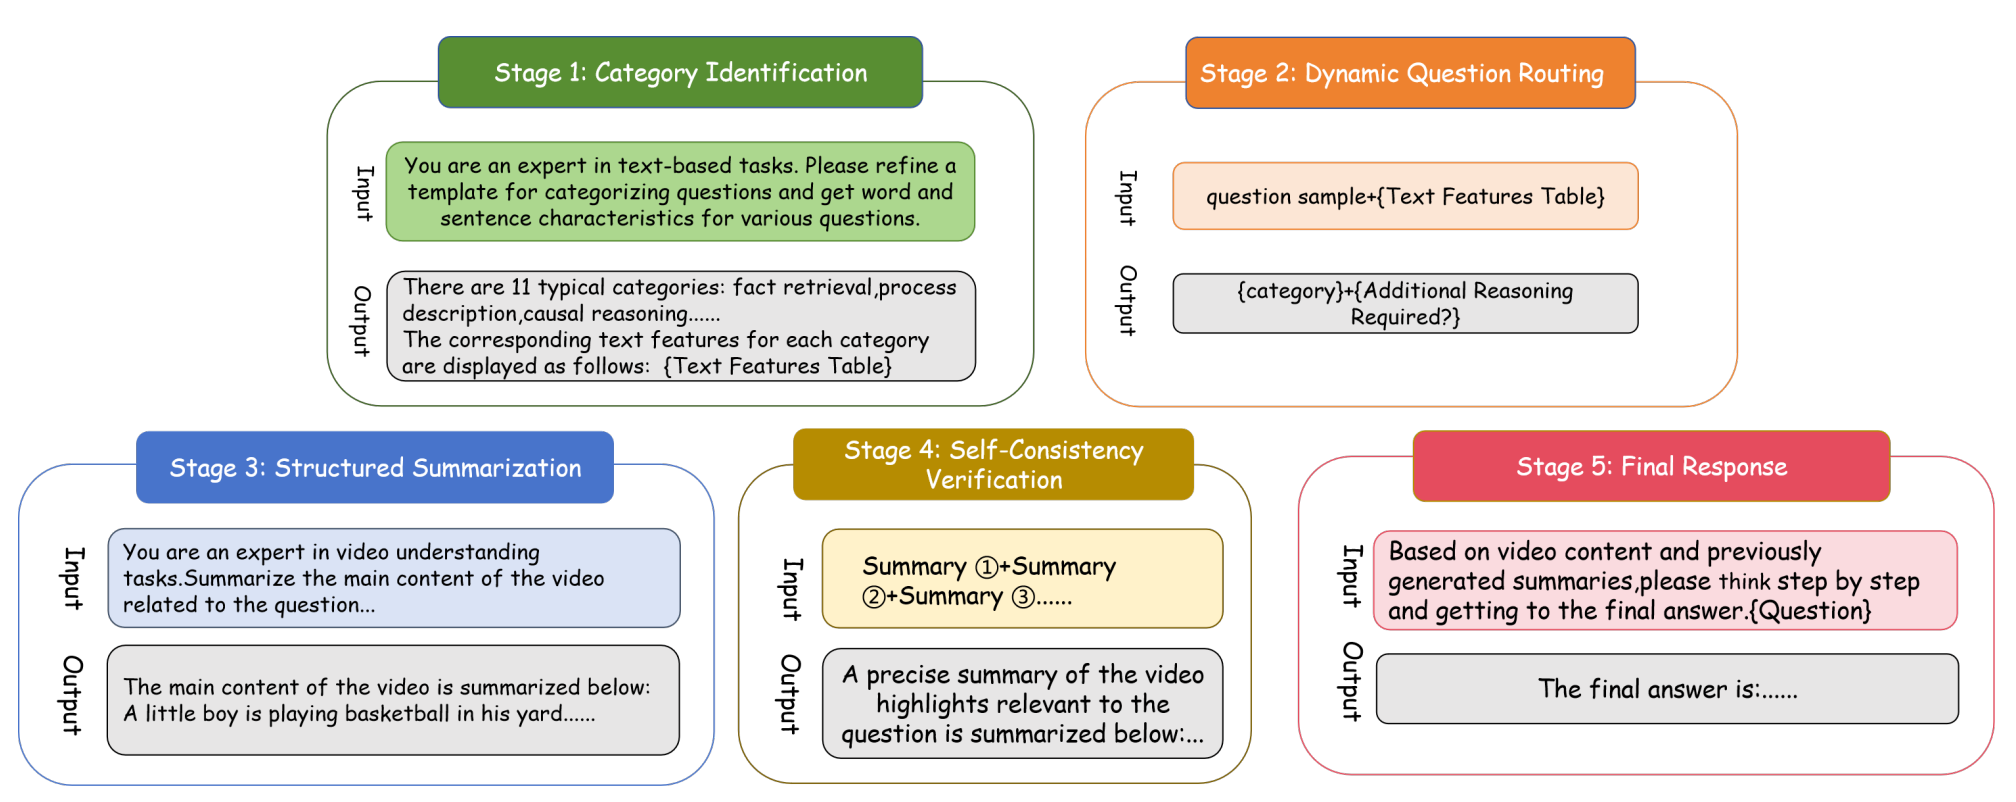 Stage 1: Category Identification
Input
You are an expert in text-based tasks. Please refine a
template for categorizing questions and get word and
sentence characteristics for various questions.
Output
There are 11 typical categories: fact retrieval,process
description,causal reasoning......
The corresponding text features for each category
are displayed as follows: {Text Features Table}
Stage 2: Dynamic Question Routing
Input
question sample+{Text Features Table}
Output
{category}+{Additional Reasoning
Required?}
Stage 3: Structured Summarization
Input
You are an expert in video understanding
tasks.Summarize the main content of the video
related to the question...
Output
The main content of the video is summarized below:
A little boy is playing basketball in his yard......
Stage 4: Self-Consistency
Verification
Input
Summary ①+Summary
②+Summary ③......
Output
A precise summary of the video
highlights relevant to the
question is summarized below:...
Stage 5: Final Response
Input
Based on video content and previously
generated summaries,please think step by step
and getting to the final answer.{Question}
Output
The final answer is:......